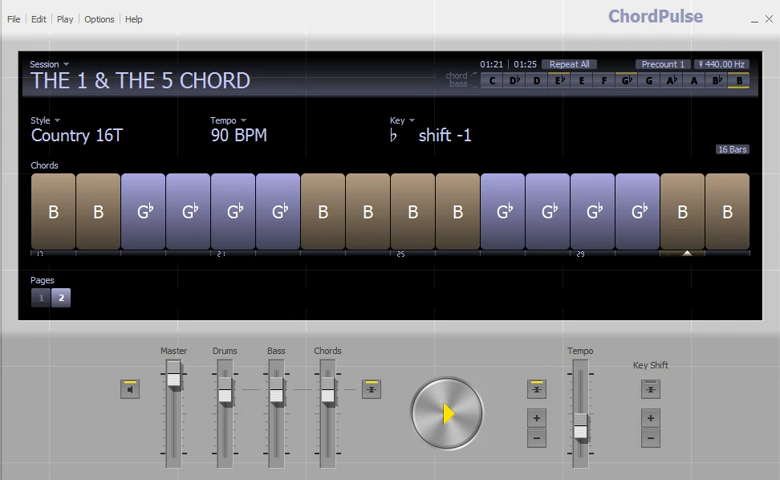 File Edit Play Options Help
ChordPulse
Session
01:21 01:25 Repeat All Precount 1 440.00 Hz
THE 1 & THE 5 CHORD
chord
bass
C D♭ D E♭ E F G♭ G A♭ A B♭ B
Style Tempo Key
Country 16T 90 BPM ♭ shift -1
16 Bars
Chords
B B G♭ G♭ G♭ G♭ B B B B G♭ G♭ G♭ G♭ B B
17 21 25 29
Pages
1 2
Master Drums Bass Chords Tempo
Key Shift